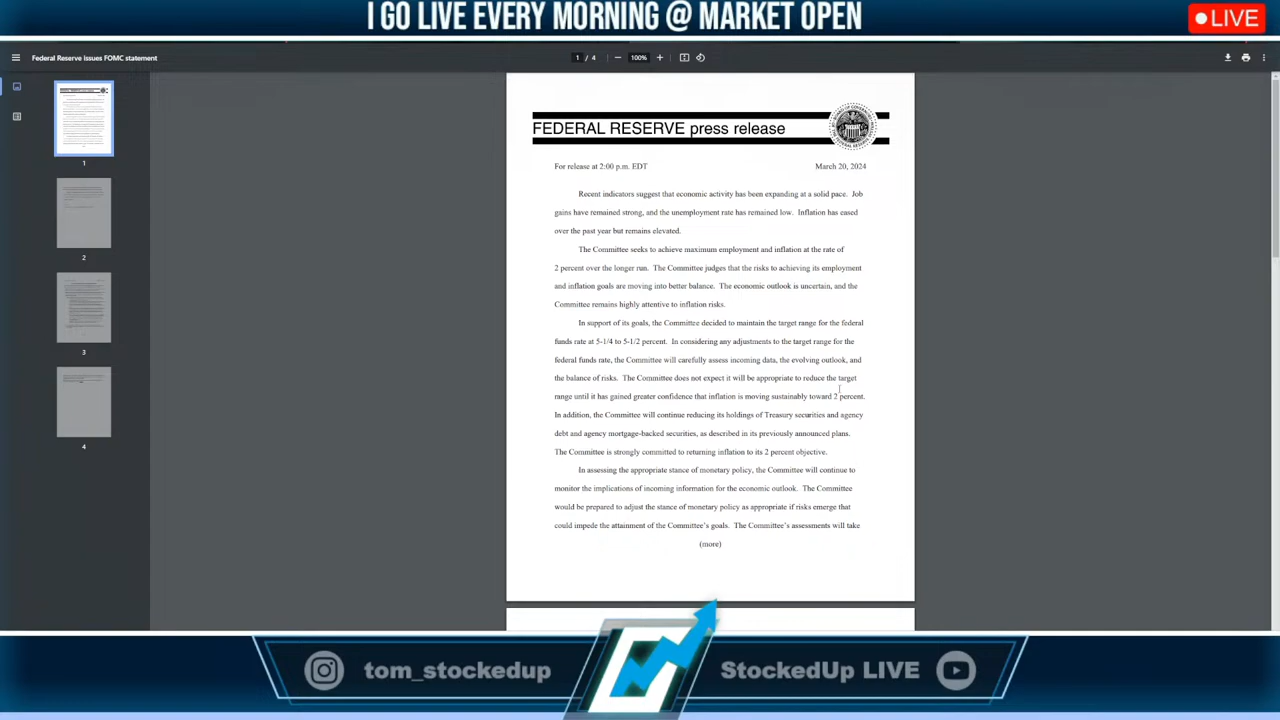 I GO LIVE EVERY MORNING @ MARKET OPEN
LIVE
Federal Reserve issues FOMC statement
1 / 4
100%
FEDERAL RESERVE press release
For release at 2:00 p.m. EDT
March 20, 2024
Recent indicators suggest that economic activity has been expanding at a solid pace. Job
gains have remained strong, and the unemployment rate has remained low. Inflation has eased
over the past year but remains elevated.
The Committee seeks to achieve maximum employment and inflation at the rate of
2 percent over the longer run. The Committee judges that the risks to achieving its employment
and inflation goals are moving into better balance. The economic outlook is uncertain, and the
Committee remains highly attentive to inflation risks.
In support of its goals, the Committee decided to maintain the target range for the federal
funds rate at 5-1/4 to 5-1/2 percent. In considering any adjustments to the target range for the
federal funds rate, the Committee will carefully assess incoming data, the evolving outlook, and
the balance of risks. The Committee does not expect it will be appropriate to reduce the target
range until it has gained greater confidence that inflation is moving sustainably toward 2 percent.
In addition, the Committee will continue reducing its holdings of Treasury securities and agency
debt and agency mortgage-backed securities, as described in its previously announced plans.
The Committee is strongly committed to returning inflation to its 2 percent objective.
In assessing the appropriate stance of monetary policy, the Committee will continue to
monitor the implications of incoming information for the economic outlook. The Committee
would be prepared to adjust the stance of monetary policy as appropriate if risks emerge that
could impede the attainment of the Committee's goals. The Committee's assessments will take
(more)
1
2
3
4
tom_stockedup
StockedUp LIVE